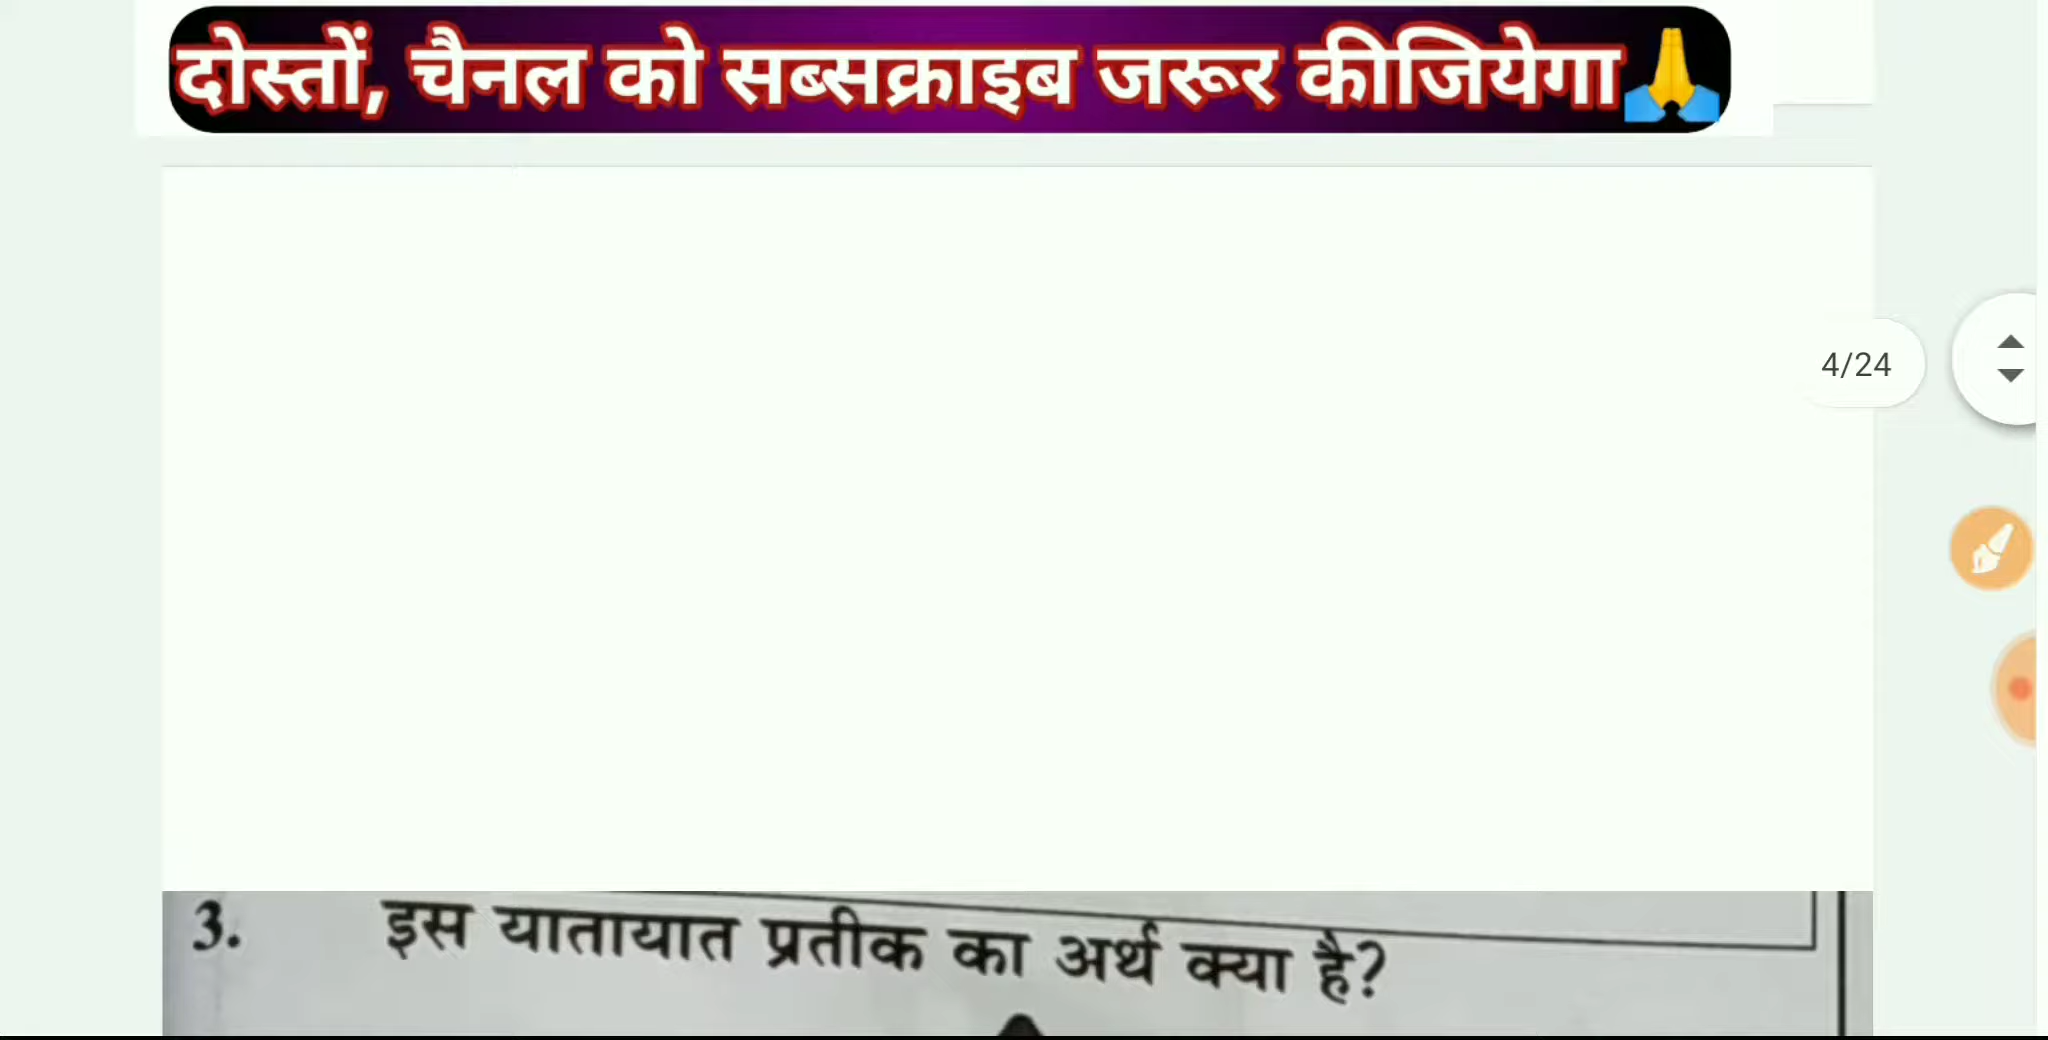 दोस्तों, चैनल को सब्सक्राइब जरूर कीजियेगा🙏
4/24
3. इस यातायात प्रतीक का अर्थ क्या है?